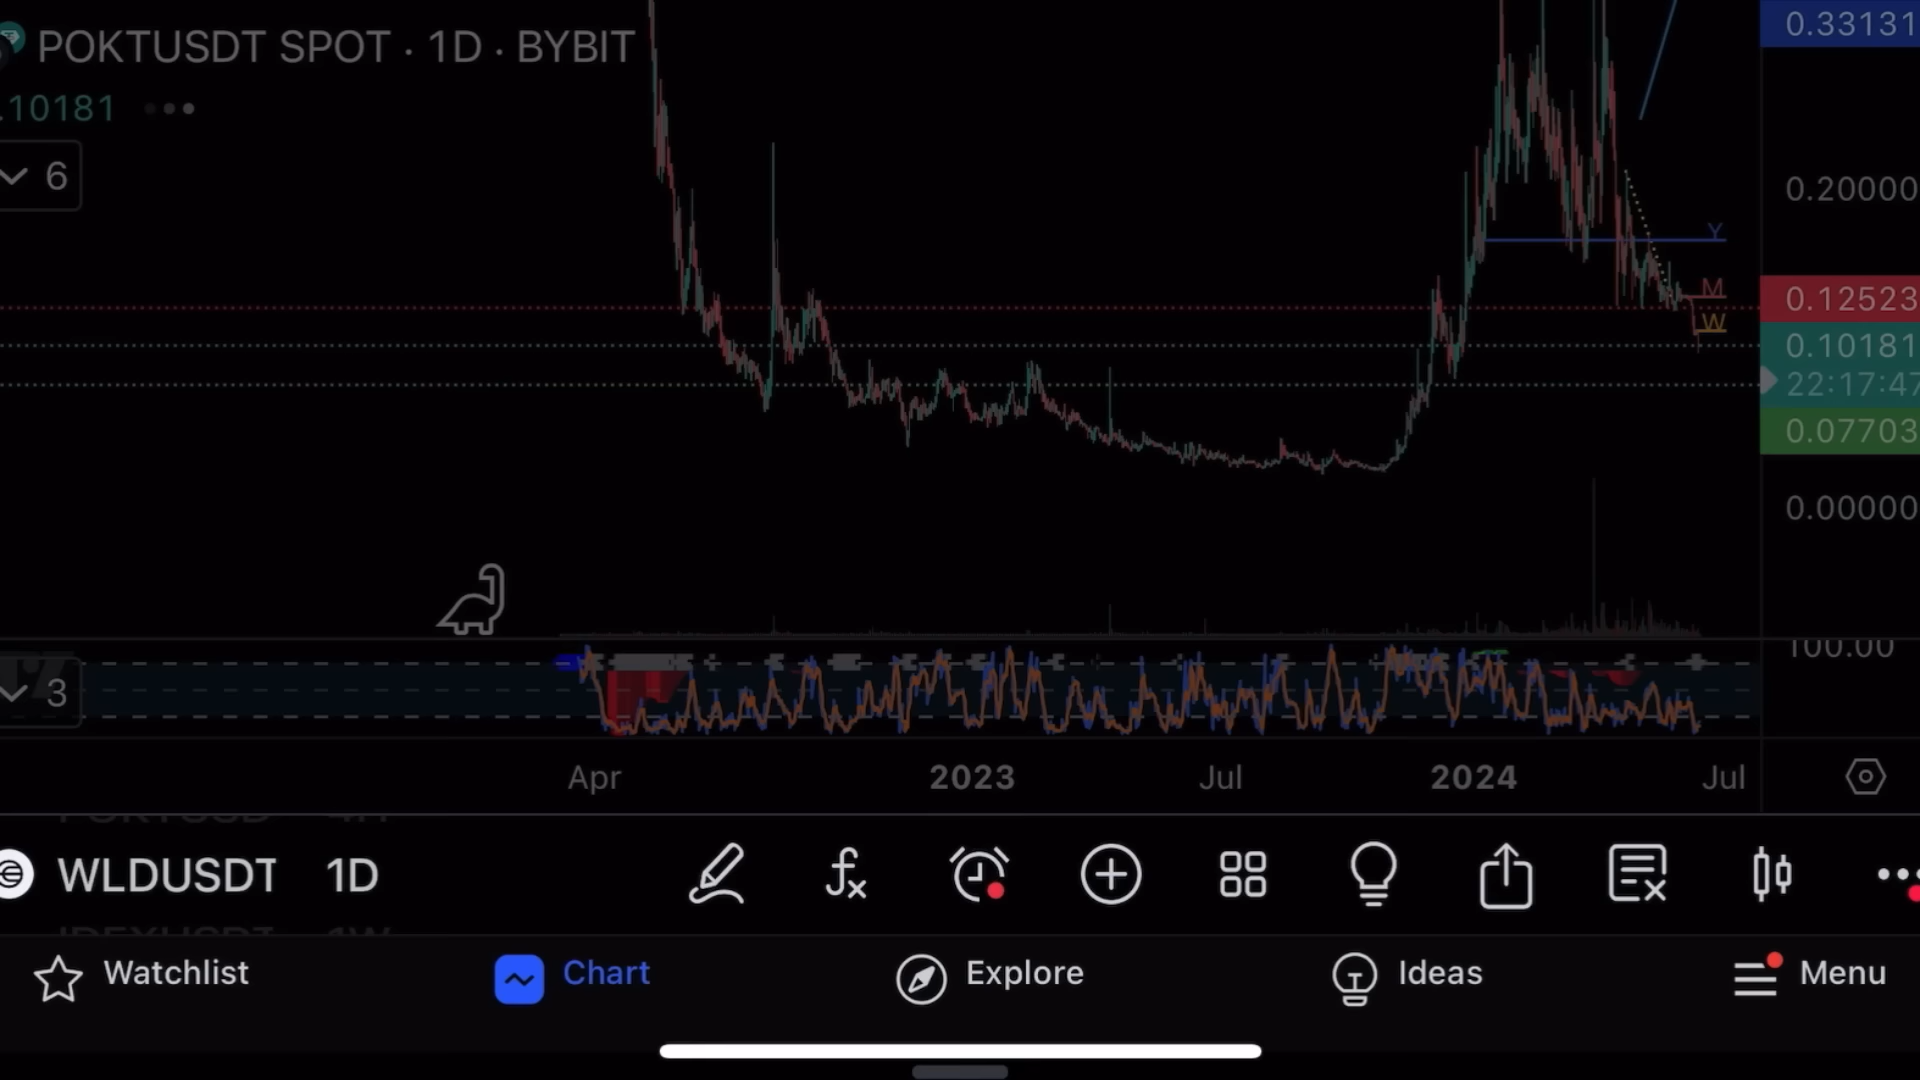 POKTUSDT SPOT · 1D · BYBIT
.10181
6
0.33131
0.20000
Y
M
W
0.12523
0.10181
22:17:47
0.07703
0.00000
100.00
3
Apr
2023
Jul
2024
Jul
WLDUSDT 1D
Watchlist
Chart
Explore
Ideas
Menu